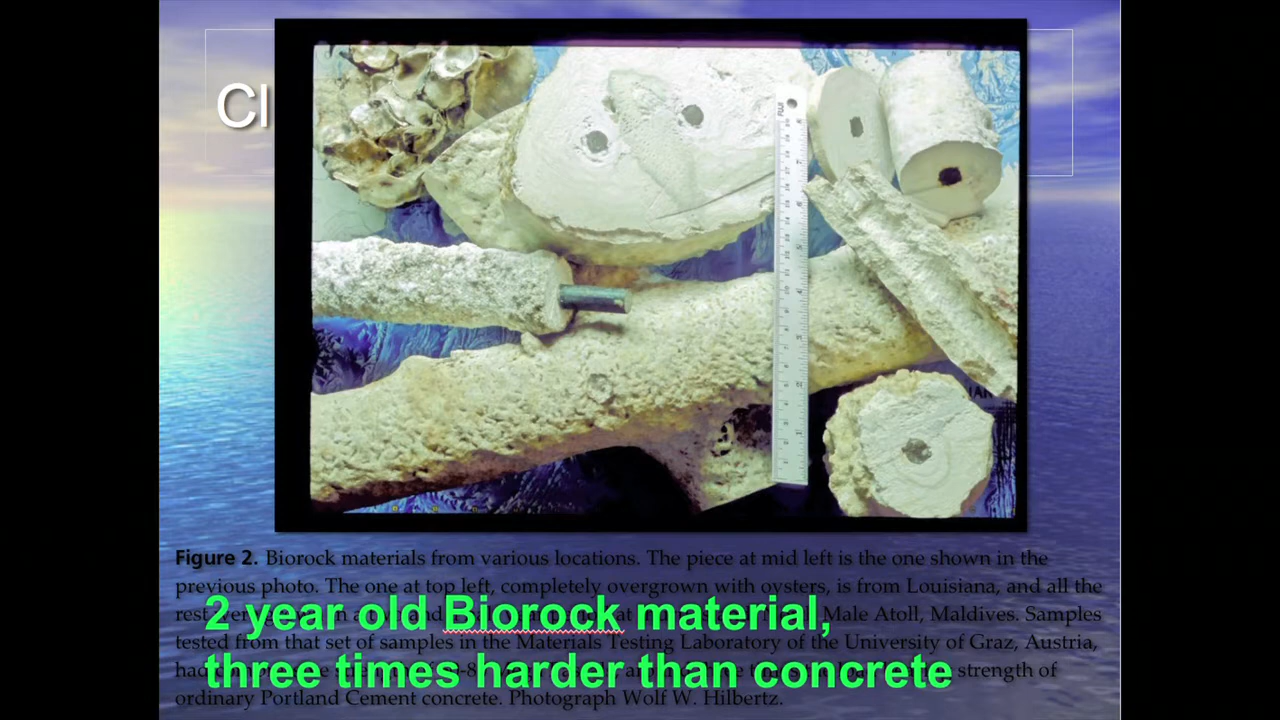 Cl
FUJI
Figure 2. Biorock materials from various locations. The piece at mid left is the one shown in the
previous photo. The one at top left, completely overgrown with oysters, is from Louisiana, and all the
rest Male Atoll, Maldives. Samples
2 year old Biorock material,
tested from that set of samples in the Materials Testing Laboratory of the University of Graz, Austria,
had strength of
three times harder than concrete
ordinary Portland Cement concrete. Photograph Wolf W. Hilbertz.